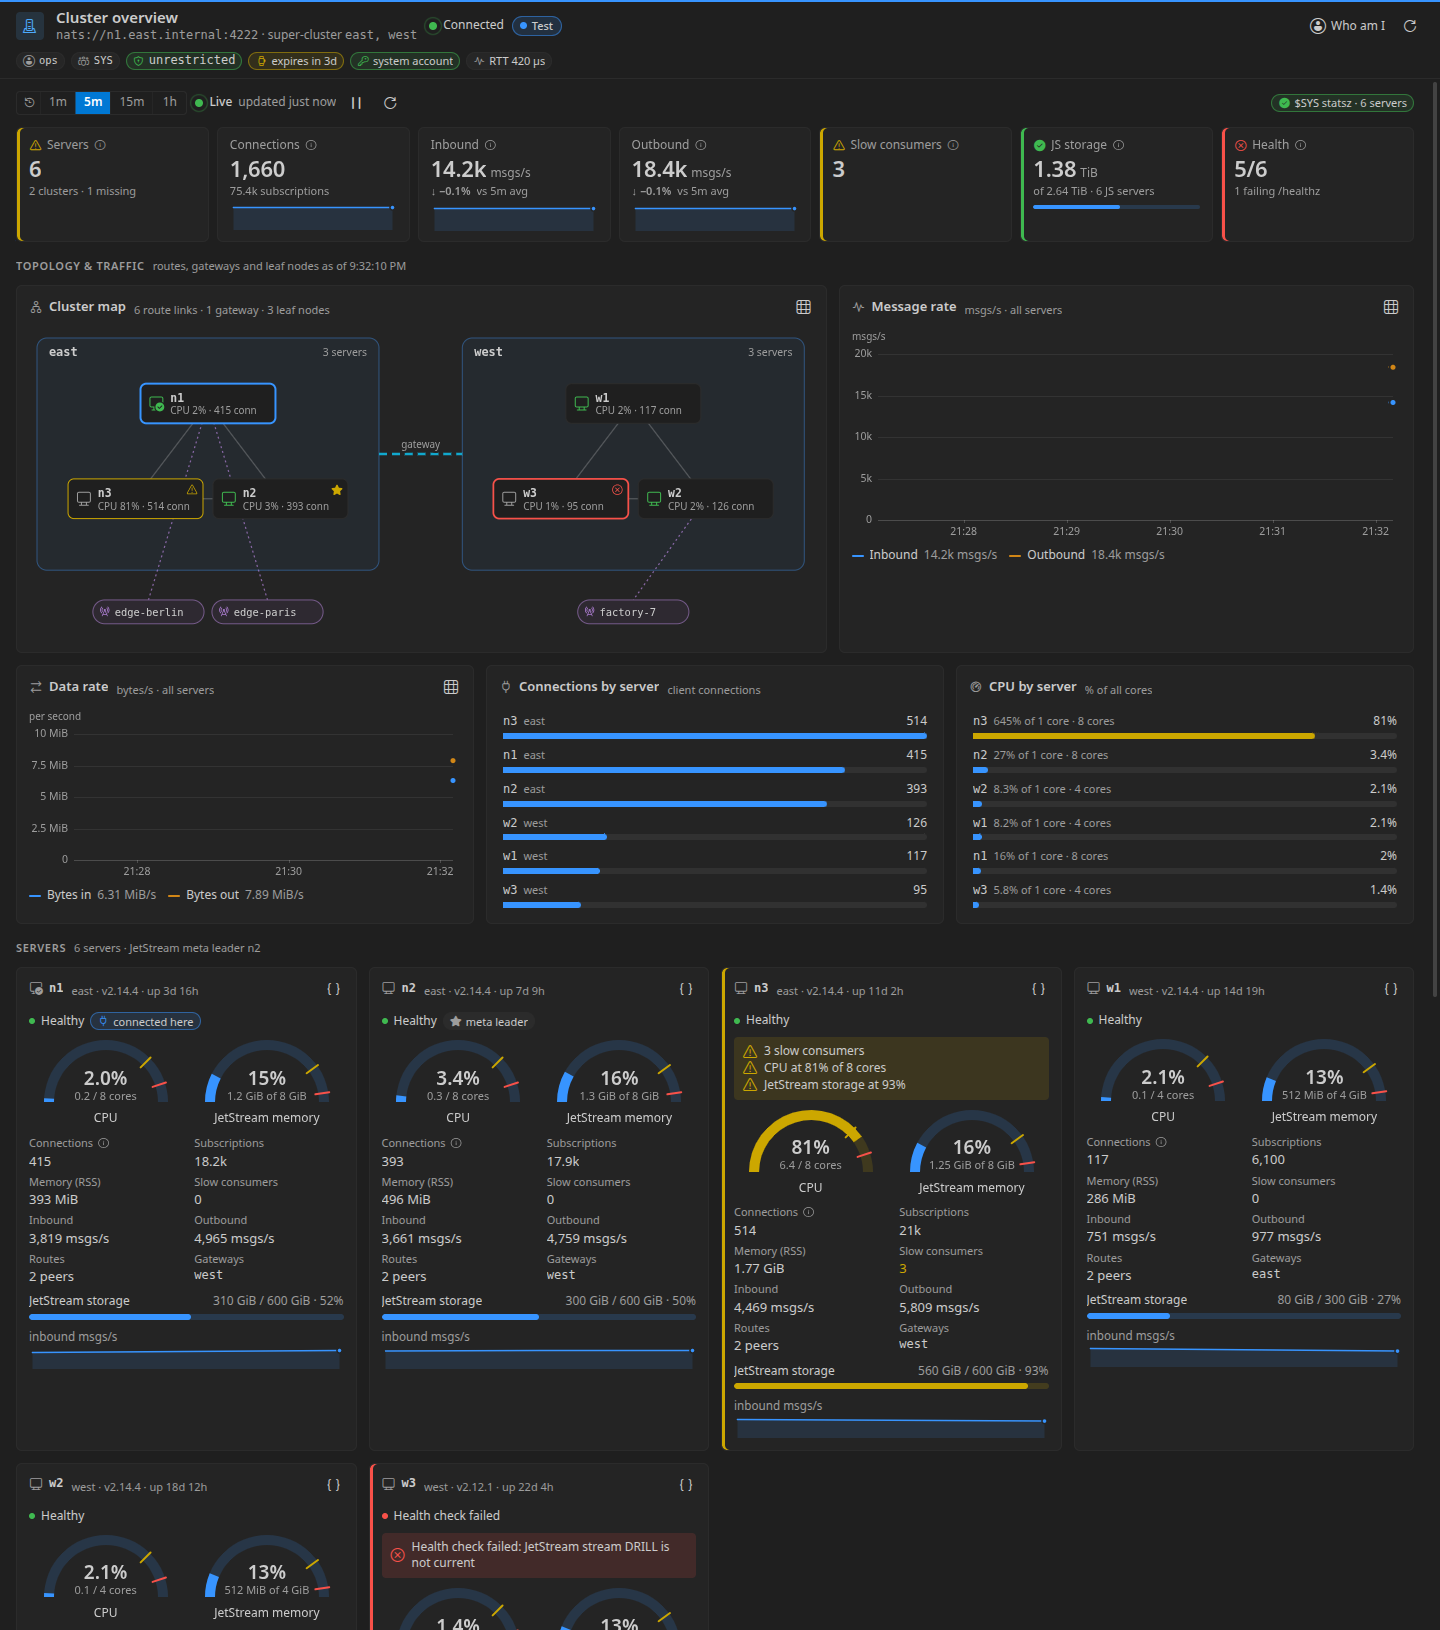 Cluster overview
nats://n1.east.internal:4222 · super-cluster east, west
Connected
Test
Who am I
ops
SYS
unrestricted
expires in 3d
system account
RTT 420 µs
1m
5m
15m
1h
Live updated just now
$SYS statsz · 6 servers
Servers
6
2 clusters · 1 missing
Connections
1,660
75.4k subscriptions
Inbound
14.2k msgs/s
↓ −0.1% vs 5m avg
Outbound
18.4k msgs/s
↓ −0.1% vs 5m avg
Slow consumers
3
JS storage
1.38 TiB
of 2.64 TiB · 6 JS servers
Health
5/6
1 failing /healthz
TOPOLOGY & TRAFFIC routes, gateways and leaf nodes as of 9:32:10 PM
Cluster map 6 route links · 1 gateway · 3 leaf nodes
east
3 servers
n1
CPU 2% · 415 conn
n3
CPU 81% · 514 conn
n2
CPU 3% · 393 conn
gateway
west
3 servers
w1
CPU 2% · 117 conn
w3
CPU 1% · 95 conn
w2
CPU 2% · 126 conn
edge-berlin
edge-paris
factory-7
Message rate msgs/s · all servers
msgs/s
20k
15k
10k
5k
0
21:28
21:29
21:30
21:31
21:32
Inbound 14.2k msgs/s
Outbound 18.4k msgs/s
Data rate bytes/s · all servers
per second
10 MiB
7.5 MiB
5 MiB
2.5 MiB
0
21:28
21:30
21:32
Bytes in 6.31 MiB/s
Bytes out 7.89 MiB/s
Connections by server client connections
n3 east 514
n1 east 415
n2 east 393
w2 west 126
w1 west 117
w3 west 95
CPU by server % of all cores
n3 645% of 1 core · 8 cores 81%
n2 27% of 1 core · 8 cores 3.4%
w2 8.3% of 1 core · 4 cores 2.1%
w1 8.2% of 1 core · 4 cores 2.1%
n1 16% of 1 core · 8 cores 2%
w3 5.8% of 1 core · 4 cores 1.4%
SERVERS 6 servers · JetStream meta leader n2
n1 east · v2.14.4 · up 3d 16h { }
Healthy
connected here
2.0%
0.2 / 8 cores
CPU
15%
1.2 GiB of 8 GiB
JetStream memory
Connections
415
Subscriptions
18.2k
Memory (RSS)
393 MiB
Slow consumers
0
Inbound
3,819 msgs/s
Outbound
4,965 msgs/s
Routes
2 peers
Gateways
west
JetStream storage 310 GiB / 600 GiB · 52%
inbound msgs/s
n2 east · v2.14.4 · up 7d 9h { }
Healthy
meta leader
3.4%
0.3 / 8 cores
CPU
16%
1.3 GiB of 8 GiB
JetStream memory
Connections
393
Subscriptions
17.9k
Memory (RSS)
496 MiB
Slow consumers
0
Inbound
3,661 msgs/s
Outbound
4,759 msgs/s
Routes
2 peers
Gateways
west
JetStream storage 300 GiB / 600 GiB · 50%
inbound msgs/s
n3 east · v2.14.4 · up 11d 2h { }
Healthy
3 slow consumers
CPU at 81% of 8 cores
JetStream storage at 93%
81%
6.4 / 8 cores
CPU
16%
1.25 GiB of 8 GiB
JetStream memory
Connections
514
Subscriptions
21k
Memory (RSS)
1.77 GiB
Slow consumers
3
Inbound
4,469 msgs/s
Outbound
5,809 msgs/s
Routes
2 peers
Gateways
west
JetStream storage 560 GiB / 600 GiB · 93%
inbound msgs/s
w1 west · v2.14.4 · up 14d 19h { }
Healthy
2.1%
0.1 / 4 cores
CPU
13%
512 MiB of 4 GiB
JetStream memory
Connections
117
Subscriptions
6,100
Memory (RSS)
286 MiB
Slow consumers
0
Inbound
751 msgs/s
Outbound
977 msgs/s
Routes
2 peers
Gateways
east
JetStream storage 80 GiB / 300 GiB · 27%
inbound msgs/s
w2 west · v2.14.4 · up 18d 12h { }
Healthy
2.1%
0.1 / 4 cores
CPU
13%
512 MiB of 4 GiB
JetStream memory
w3 west · v2.12.1 · up 22d 4h { }
Health check failed
Health check failed: JetStream stream DRILL is
not current
1.4%
13%